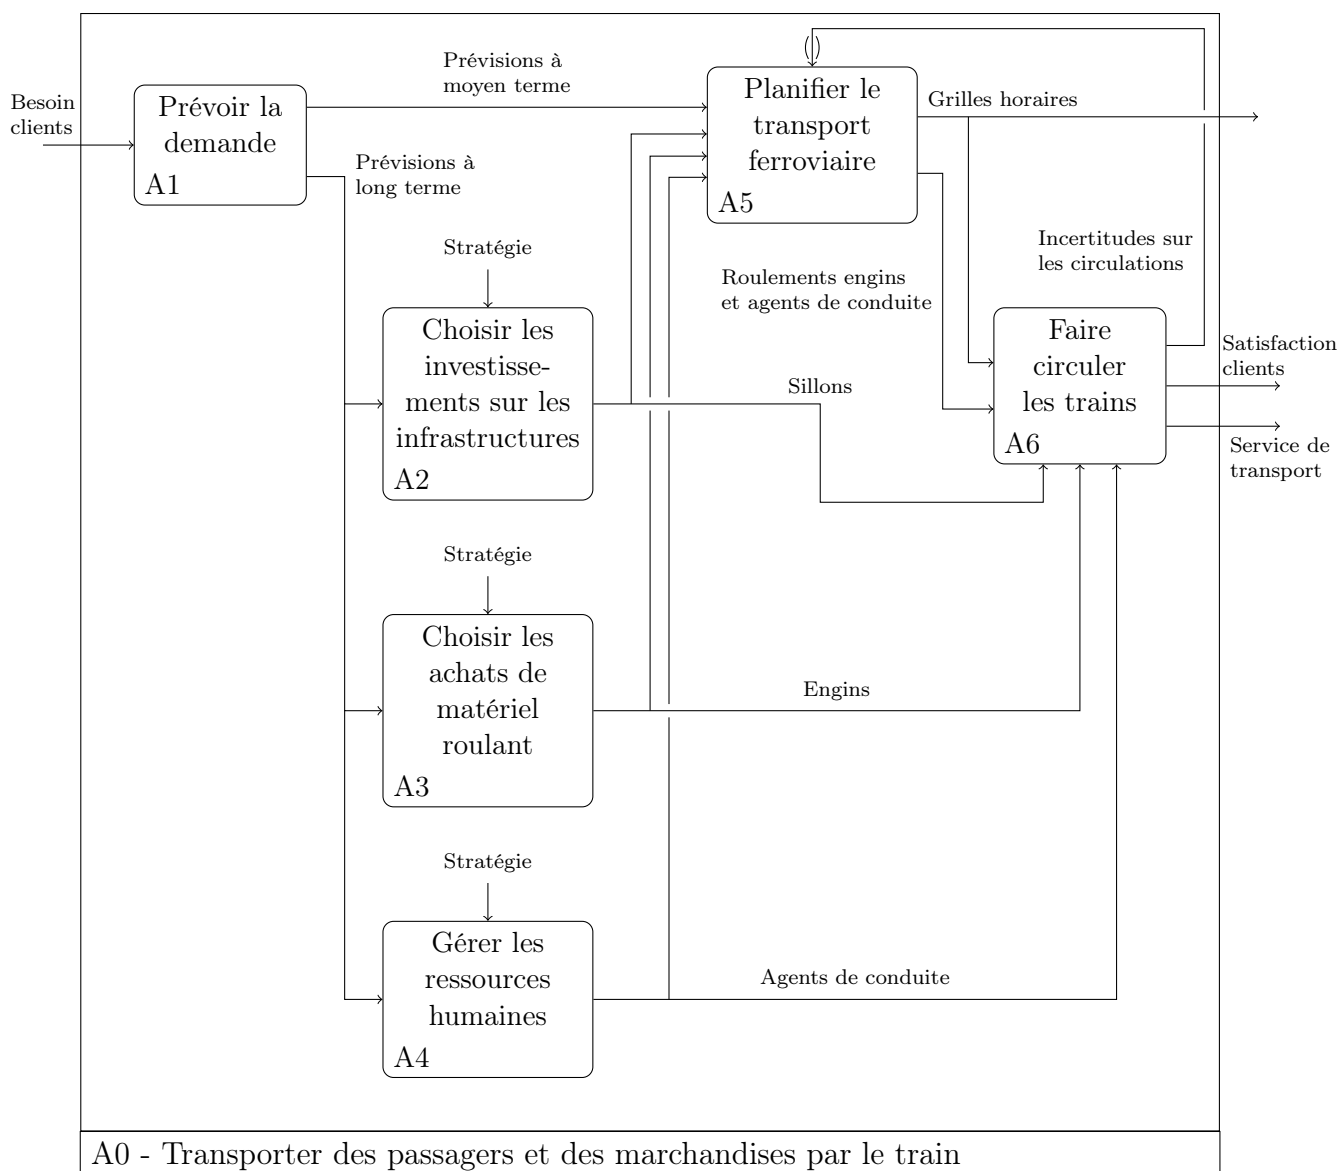 Besoin
clients
Prévoir la
demande
A1
Prévisions à
moyen terme
Prévisions à
long terme
()
Planifier le
transport
ferroviaire
A5
Grilles horaires
Stratégie
Choisir les
investisse-
ments sur les
infrastructures
A2
Roulements engins
et agents de conduite
Incertitudes sur
les circulations
Sillons
Faire
circuler
les trains
A6
Satisfaction
clients
Service de
transport
Stratégie
Choisir les
achats de
matériel
roulant
A3
Engins
Stratégie
Gérer les
ressources
humaines
A4
Agents de conduite
A0 - Transporter des passagers et des marchandises par le train